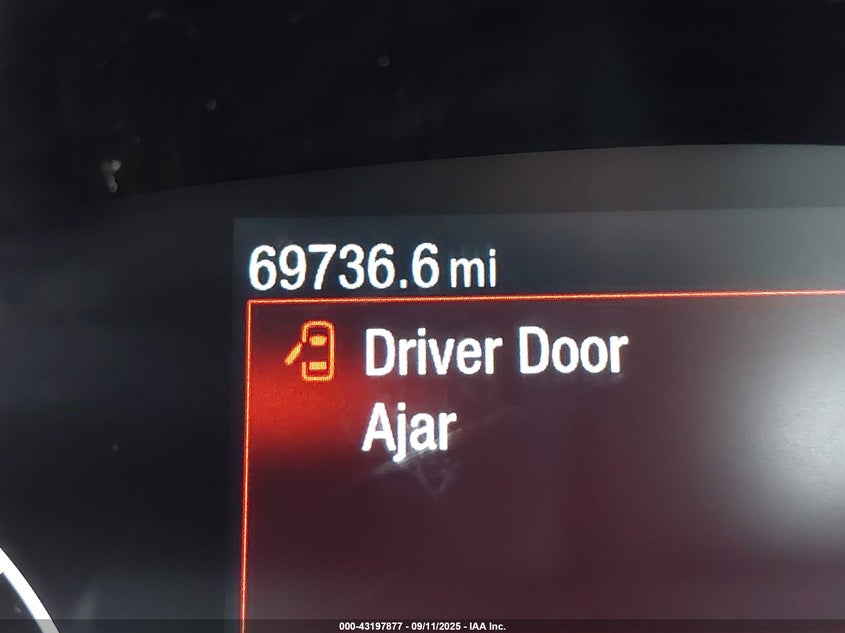 69736.6 mi
Driver Door
Ajar
000-43197877 - 09/11/2025 - IAA Inc.